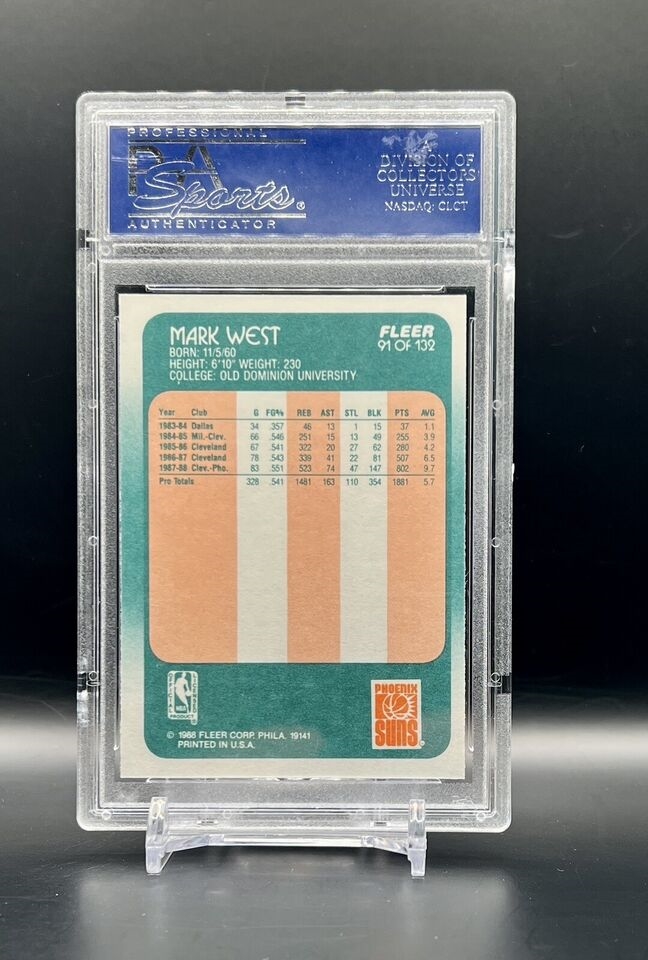 PROFESSIONAL
PSA
Sports®
AUTHENTICATOR
A
DIVISION OF
COLLECTORS
UNIVERSE
NASDAQ: CLCT
MARK WEST
BORN: 11/5/60
HEIGHT: 6'10" WEIGHT: 230
COLLEGE: OLD DOMINION UNIVERSITY
FLEER
91 OF 132
Year Club G FG% REB AST STL BLK PTS AVG
1983-84 Dallas 34 .357 46 13 1 15 37 1.1
1984-85 Mil.-Clev. 66 .546 251 15 13 49 255 3.9
1985-86 Cleveland 67 .541 322 20 27 62 280 4.2
1986-87 Cleveland 78 .543 339 41 22 81 507 6.5
1987-88 Clev.-Pho. 83 .551 523 74 47 147 802 9.7
Pro Totals 328 .541 1481 163 110 354 1881 5.7
OFFICIAL
NBA
LICENSED
PRODUCT
© 1988 FLEER CORP. PHILA. 19141
PRINTED IN U.S.A.
PHOENIX
SUNS